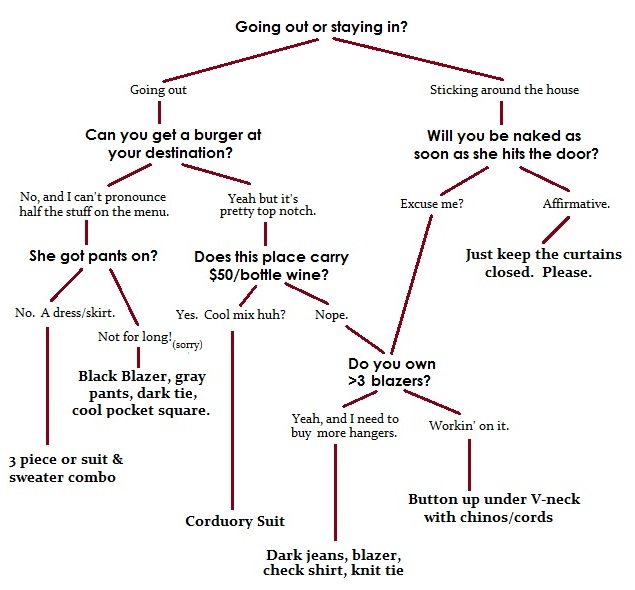 Going out or staying in?
Going out
Sticking around the house
Can you get a burger at
your destination?
Will you be naked as
soon as she hits the door?
No, and I can't pronounce
half the stuff on the menu.
Yeah but it's
pretty top notch.
Excuse me?
Affirmative.
She got pants on?
Does this place carry
$50/bottle wine?
Just keep the curtains
closed. Please.
No. A dress/skirt.
Not for long! (sorry)
Yes. Cool mix huh?
Nope.
Black Blazer, gray
pants, dark tie,
cool pocket square.
Do you own
>3 blazers?
Yeah, and I need to
buy more hangers.
Workin' on it.
3 piece or suit &
sweater combo
Corduory Suit
Button up under V-neck
with chinos/cords
Dark jeans, blazer,
check shirt, knit tie